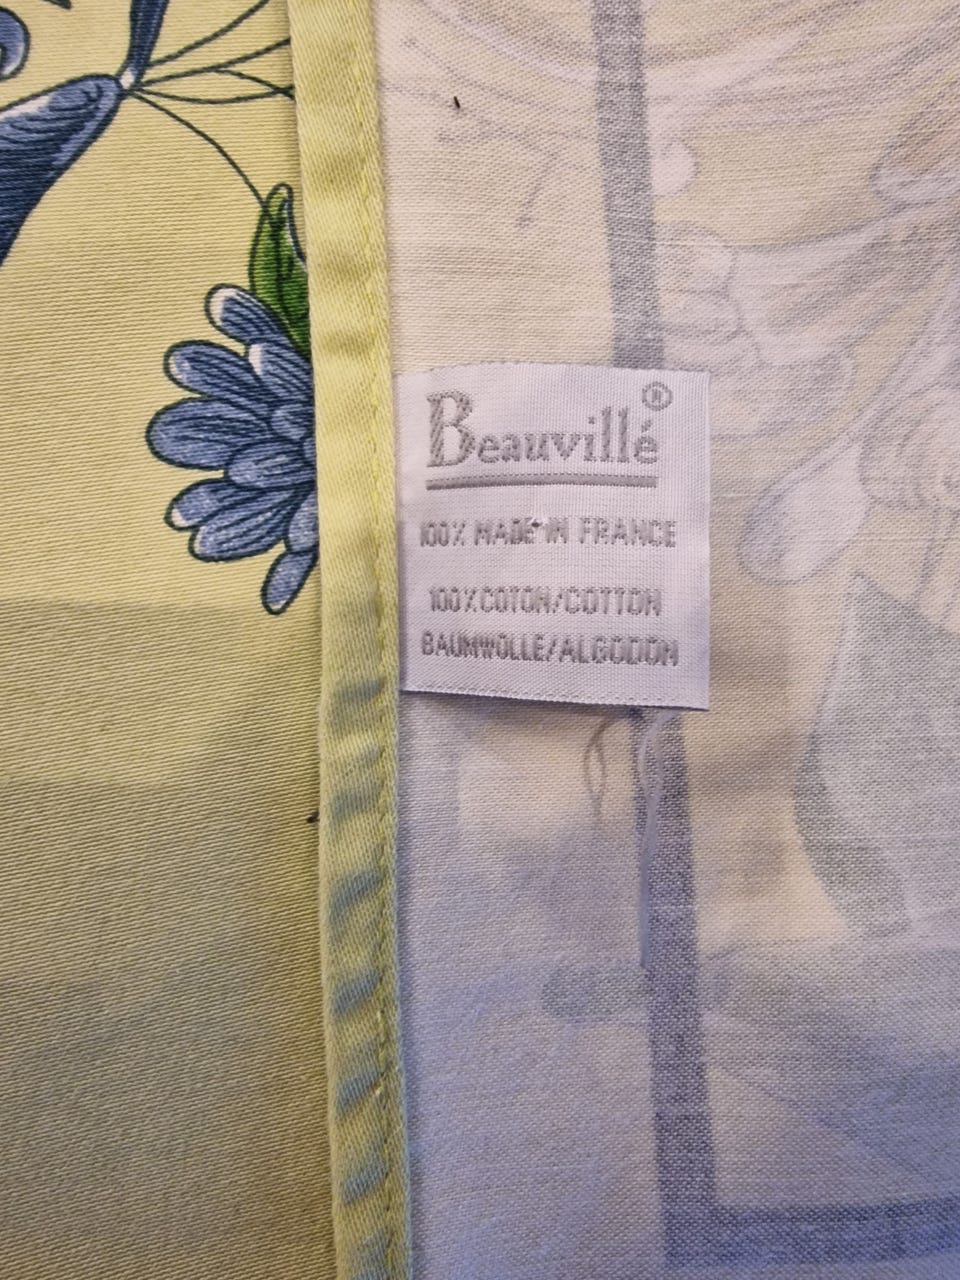 Beauvillé®
100% MADE IN FRANCE
100% COTON/COTTON
BAUMWOLLE/ALGODON